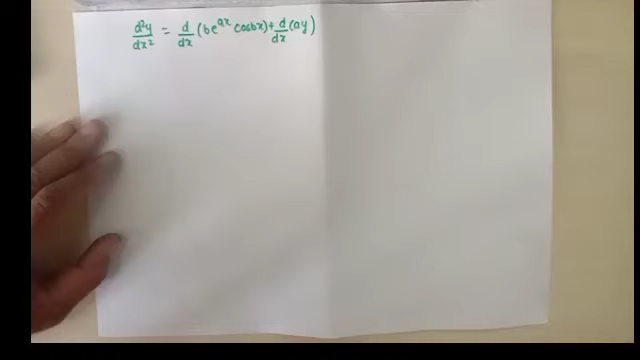 d²y/dx² = d/dx (be^{ax} cosbx) + d/dx (ay)